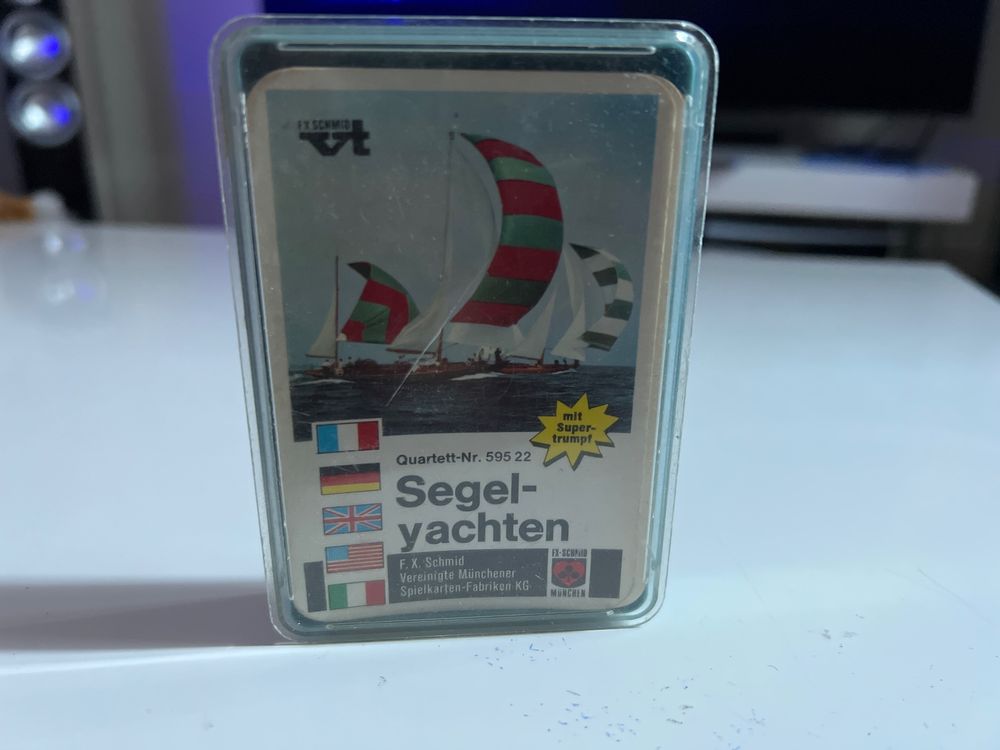 F.X. SCHMID
mit
Super-
trumpf
Quartett-Nr. 595 22
Segel-
yachten
F. X. Schmid
Vereinigte Münchener
Spielkarten-Fabriken KG
FX-SCHMID
MÜNCHEN